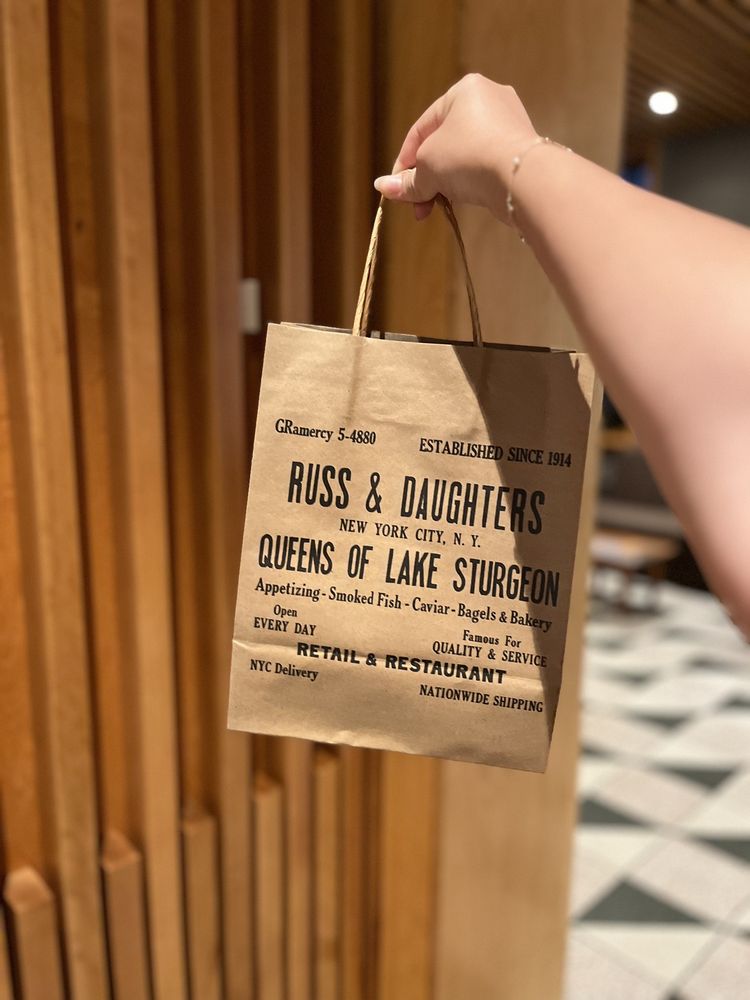 GRamercy 5-4880
ESTABLISHED SINCE 1914
RUSS & DAUGHTERS
NEW YORK CITY, N. Y.
QUEENS OF LAKE STURGEON
Appetizing - Smoked Fish - Caviar - Bagels & Bakery
Open
EVERY DAY
Famous For
QUALITY & SERVICE
RETAIL & RESTAURANT
NYC Delivery
NATIONWIDE SHIPPING